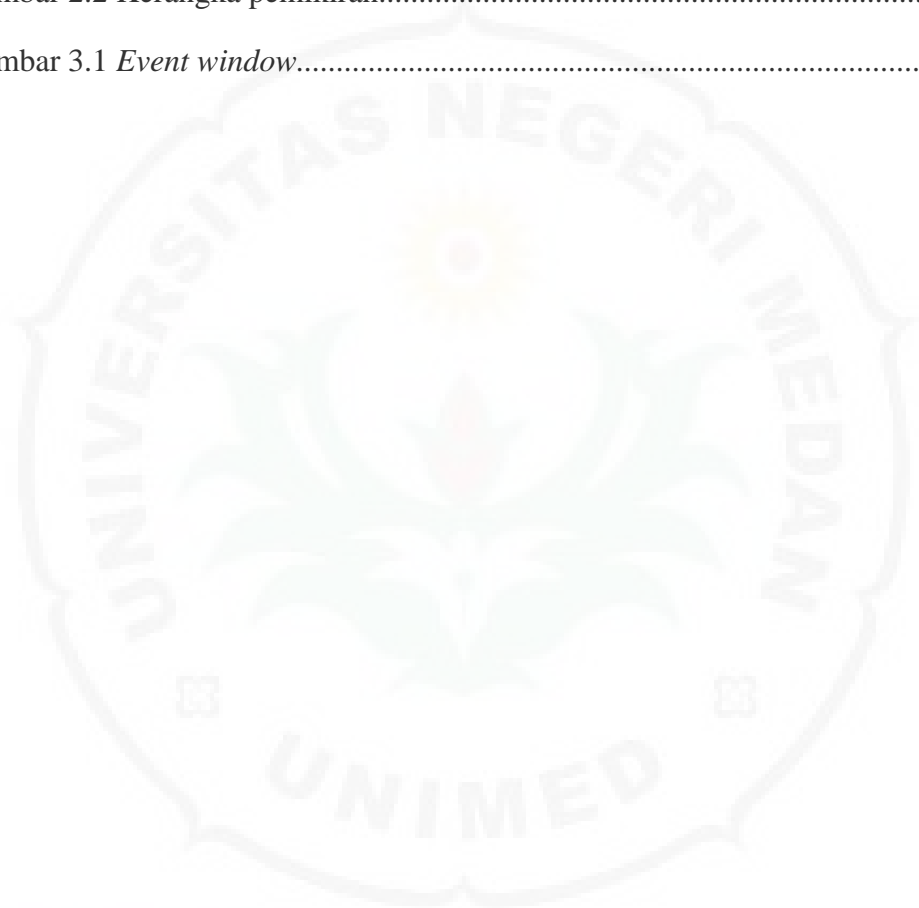 mbar 2.2 Kerangka pemikiran...............................................................................
mbar 3.1 Event window............................................................................
UNIVERSITAS NEGERI MEDAN
UNIMED